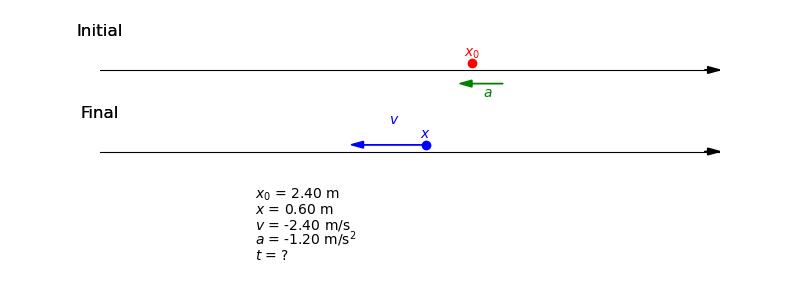 Initial
x₀
a
Final
v
x
x₀ = 2.40 m
x = 0.60 m
v = -2.40 m/s
a = -1.20 m/s²
t = ?